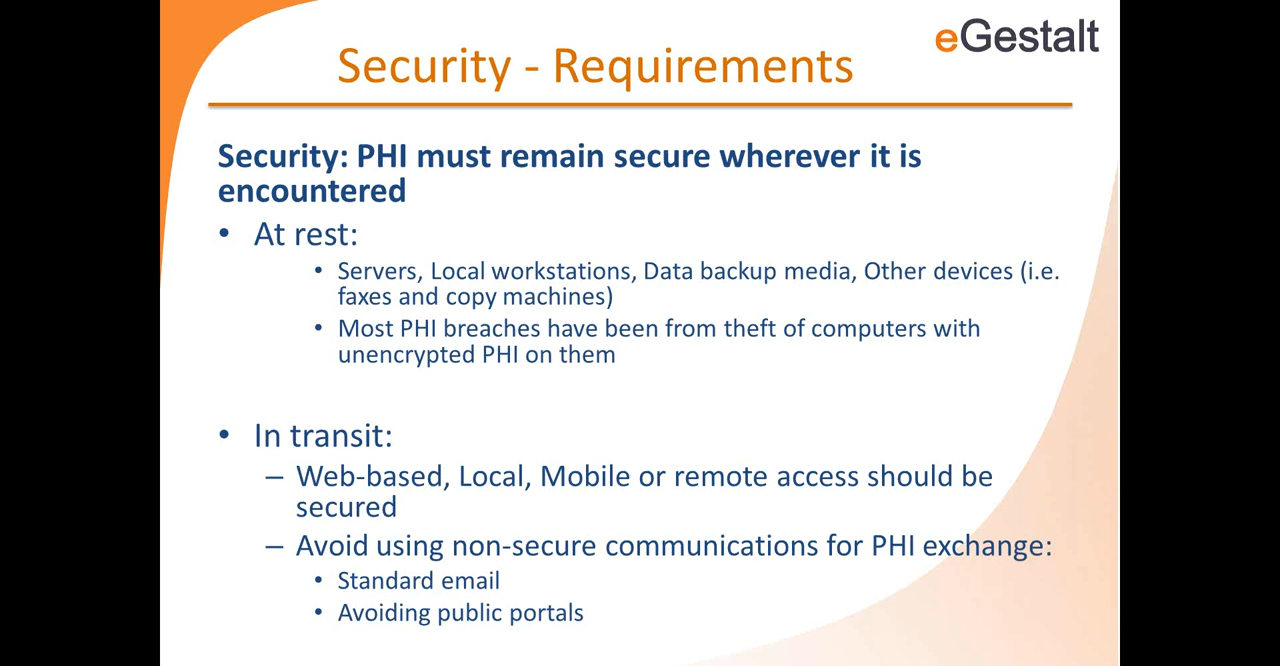 eGestalt
Security - Requirements
Security: PHI must remain secure wherever it is
encountered
• At rest:
• Servers, Local workstations, Data backup media, Other devices (i.e.
faxes and copy machines)
• Most PHI breaches have been from theft of computers with
unencrypted PHI on them
• In transit:
– Web-based, Local, Mobile or remote access should be
secured
– Avoid using non-secure communications for PHI exchange:
• Standard email
• Avoiding public portals